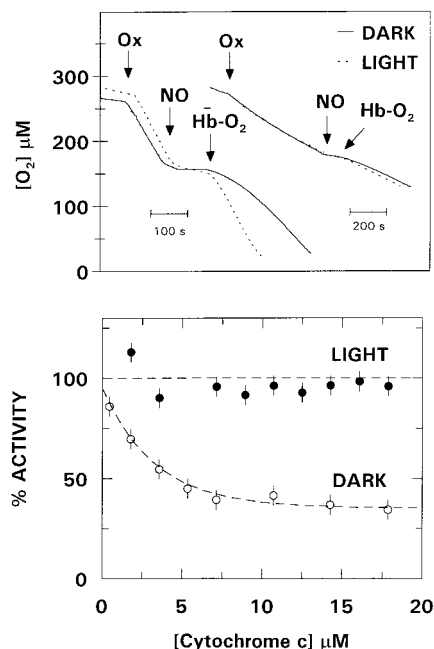 Ox
Ox
DARK
LIGHT
NO
Hb-O₂
NO
Hb-O₂
[O₂] µM
300
200
100
0
100 s
200 s
% ACTIVITY
100
50
0
LIGHT
DARK
0 5 10 15 20
[Cytochrome c] µM